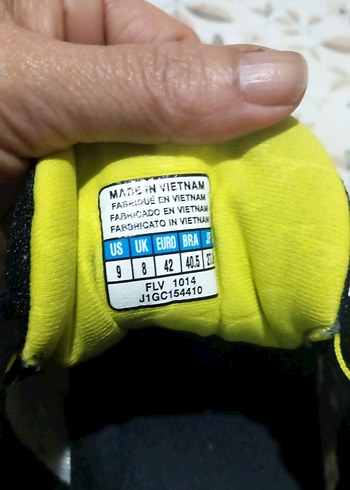 MADE IN VIETNAM
FABRIQUÉ EN VIETNAM
FABRICADO EN VIETNAM
FABBRICATO IN VIETNAM
US UK EURO BRA
9 8 42 40.5
FLV 1014
J1GC154410